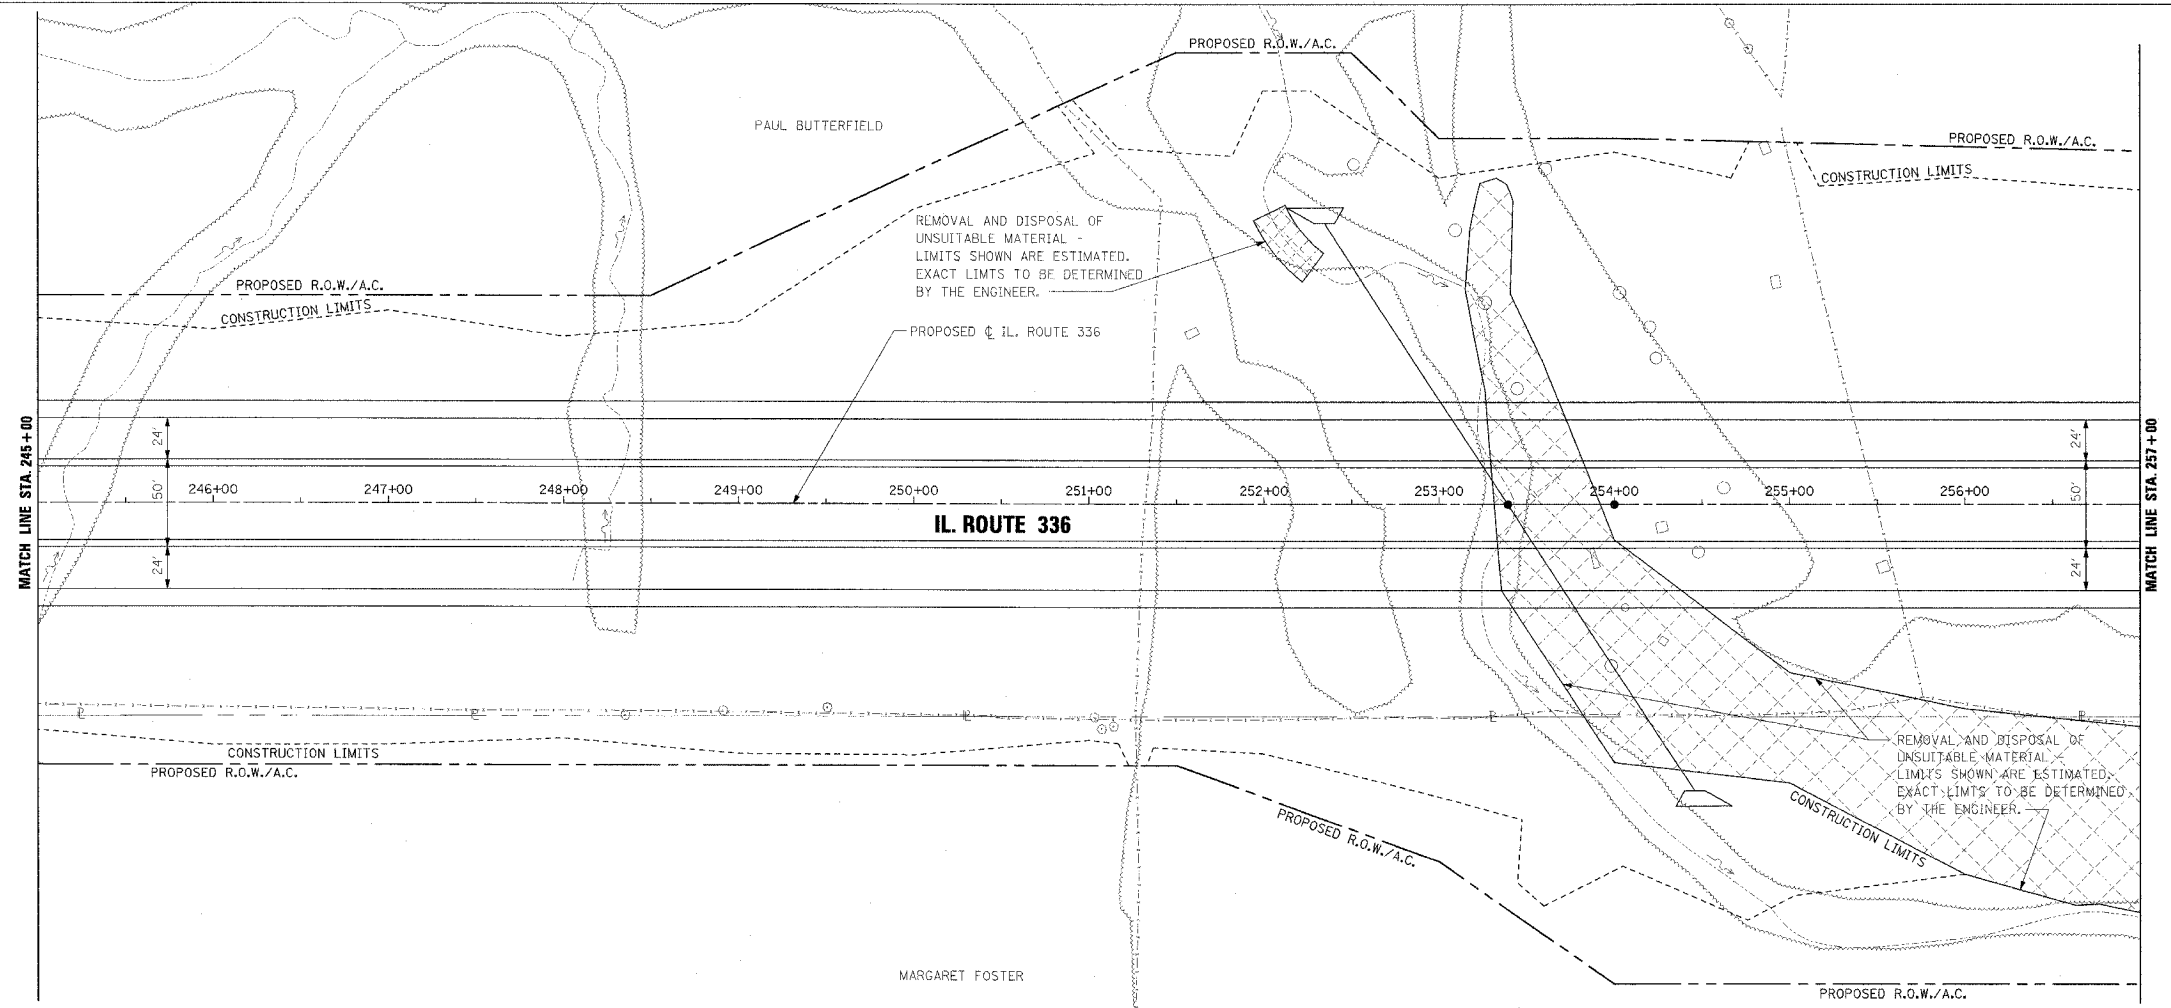 PROPOSED R.O.W./A.C.
PAUL BUTTERFIELD
PROPOSED R.O.W./A.C.
CONSTRUCTION LIMITS
REMOVAL AND DISPOSAL OF
UNSUITABLE MATERIAL -
LIMITS SHOWN ARE ESTIMATED.
EXACT LIMTS TO BE DETERMINED
BY THE ENGINEER.
PROPOSED R.O.W./A.C.
CONSTRUCTION LIMITS
PROPOSED ℄ IL. ROUTE 336
MATCH LINE STA. 245+00
24'
50'
24'
246+00
247+00
248+00
249+00
250+00
251+00
252+00
253+00
254+00
255+00
256+00
IL. ROUTE 336
24'
50'
24'
MATCH LINE STA. 257+00
℄
℄
℄
℄
℄
CONSTRUCTION LIMITS
PROPOSED R.O.W./A.C.
REMOVAL AND DISPOSAL OF
UNSUITABLE MATERIAL -
LIMITS SHOWN ARE ESTIMATED.
EXACT LIMTS TO BE DETERMINED
BY THE ENGINEER.
CONSTRUCTION LIMITS
PROPOSED R.O.W./A.C.
MARGARET FOSTER
PROPOSED R.O.W./A.C.